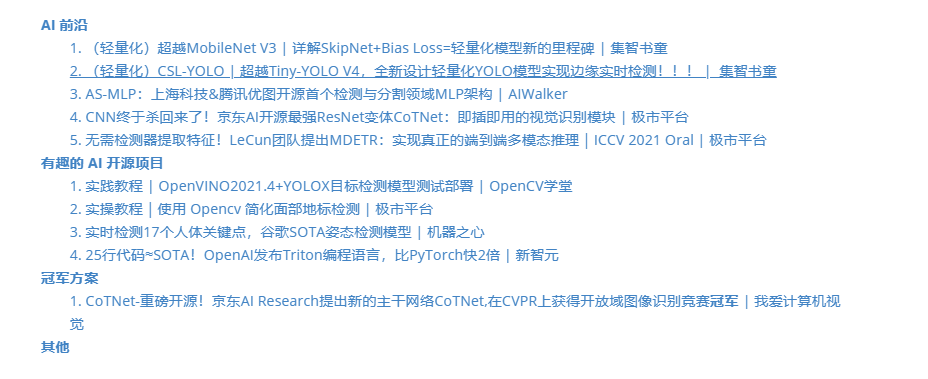 AI 前沿
1. （轻量化）超越MobileNet V3 | 详解SkipNet+Bias Loss=轻量化模型新的里程碑 | 集智书童
2. （轻量化）CSL-YOLO | 超越Tiny-YOLO V4，全新设计轻量化YOLO模型实现边缘实时检测！！！ | 集智书童
3. AS-MLP：上海科技&腾讯优图开源首个检测与分割领域MLP架构 | AIWalker
4. CNN终于杀回来了！京东AI开源最强ResNet变体CoTNet：即插即用的视觉识别模块 | 极市平台
5. 无需检测器提取特征！LeCun团队提出MDETR：实现真正的端到端多模态推理 | ICCV 2021 Oral | 极市平台
有趣的 AI 开源项目
1. 实践教程 | OpenVINO2021.4+YOLOX目标检测模型测试部署 | OpenCV学堂
2. 实操教程 | 使用 Opencv 简化面部地标检测 | 极市平台
3. 实时检测17个人体关键点，谷歌SOTA姿态检测模型 | 机器之心
4. 25行代码≈SOTA！OpenAI发布Triton编程语言，比PyTorch快2倍 | 新智元
冠军方案
1. CoTNet-重磅开源！京东AI Research提出新的主干网络CoTNet,在CVPR上获得开放域图像识别竞赛冠军 | 我爱计算机视
觉
其他